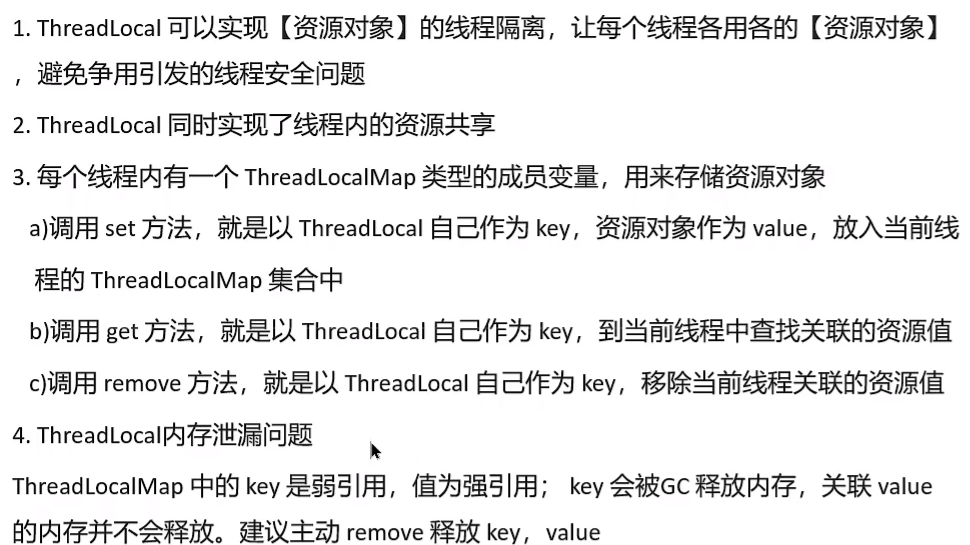 1. ThreadLocal 可以实现【资源对象】的线程隔离，让每个线程各用各的【资源对象】
，避免争用引发的线程安全问题
2. ThreadLocal 同时实现了线程内的资源共享
3. 每个线程内有一个 ThreadLocalMap 类型的成员变量，用来存储资源对象
a)调用 set 方法，就是以 ThreadLocal 自己作为 key，资源对象作为 value，放入当前线
程的 ThreadLocalMap 集合中
b)调用 get 方法，就是以 ThreadLocal 自己作为 key，到当前线程中查找关联的资源值
c)调用 remove 方法，就是以 ThreadLocal 自己作为 key，移除当前线程关联的资源值
4. ThreadLocal内存泄漏问题
ThreadLocalMap 中的 key 是弱引用，值为强引用； key 会被GC 释放内存，关联 value
的内存并不会释放。建议主动 remove 释放 key，value